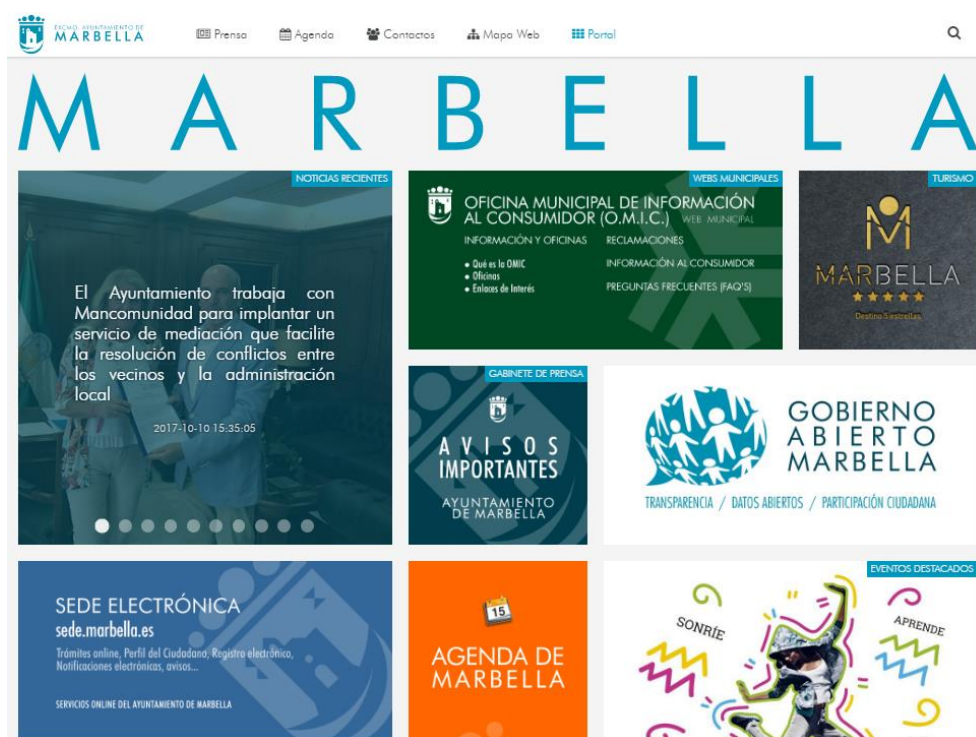 EXCMO. AYUNTAMIENTO DE
MARBELLA
Prensa
Agenda
Contactos
Mapa Web
Portal
MARBELLA
NOTICIAS RECIENTES
El Ayuntamiento trabaja con
Mancomunidad para implantar un
servicio de mediación que facilite
la resolución de conflictos entre
los vecinos y la administración
local
2017-10-10 15:35:05
WEBS MUNICIPALES
OFICINA MUNICIPAL DE INFORMACIÓN
AL CONSUMIDOR (O.M.I.C.) WEB MUNICIPAL
INFORMACIÓN Y OFICINAS
• Qué es la OMIC
• Oficinas
• Enlaces de Interés
RECLAMACIONES
INFORMACIÓN AL CONSUMIDOR
PREGUNTAS FRECUENTES (FAQ'S)
TURISMO
M
MARBELLA
Destino 5 estrellas
GABINETE DE PRENSA
AVISOS
IMPORTANTES
AYUNTAMIENTO
DE MARBELLA
GOBIERNO
ABIERTO
MARBELLA
TRANSPARENCIA / DATOS ABIERTOS / PARTICIPACIÓN CIUDADANA
SEDE ELECTRÓNICA
sede.marbella.es
Trámites online, Perfil del Ciudadano, Registro electrónico,
Notificaciones electrónicas, avisos...
SERVICIOS ONLINE DEL AYUNTAMIENTO DE MARBELLA
15
AGENDA DE
MARBELLA
EVENTOS DESTACADOS
SONRÍE
APRENDE